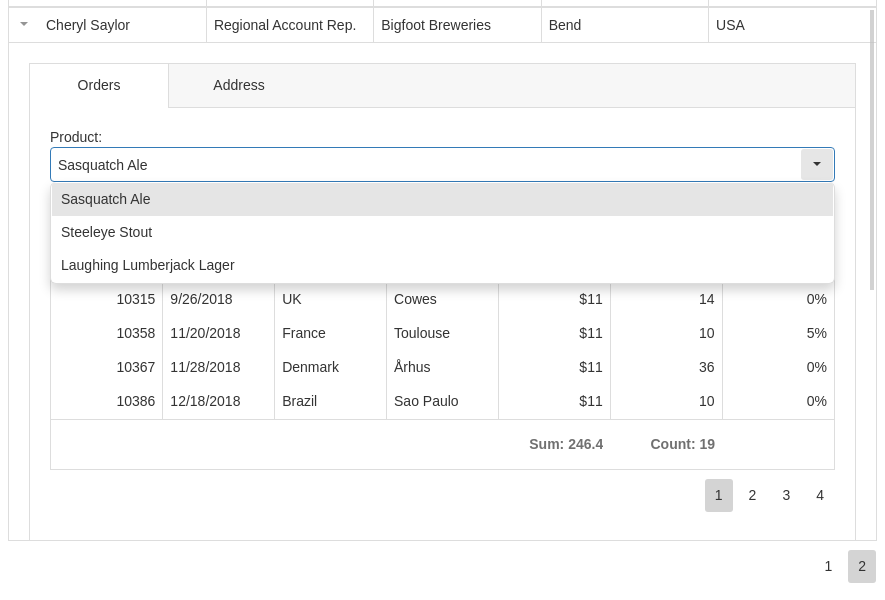 Cheryl Saylor Regional Account Rep. Bigfoot Breweries Bend USA
Orders Address
Product:
Sasquatch Ale
Sasquatch Ale
Steeleye Stout
Laughing Lumberjack Lager
10315 9/26/2018 UK Cowes $11 14 0%
10358 11/20/2018 France Toulouse $11 10 5%
10367 11/28/2018 Denmark Århus $11 36 0%
10386 12/18/2018 Brazil Sao Paulo $11 10 0%
Sum: 246.4 Count: 19
1 2 3 4
1 2